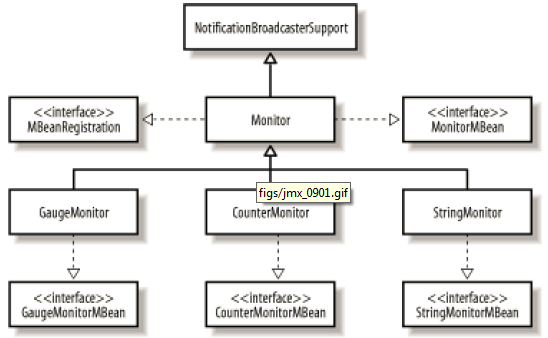 NotificationBroadcasterSupport
<<interface>>
MBeanRegistration
Monitor
<<interface>>
MonitorMBean
figs/jmx_0901.gif
GaugeMonitor
CounterMonitor
StringMonitor
<<interface>>
GaugeMonitorMBean
<<interface>>
CounterMonitorMBean
<<interface>>
StringMonitorMBean